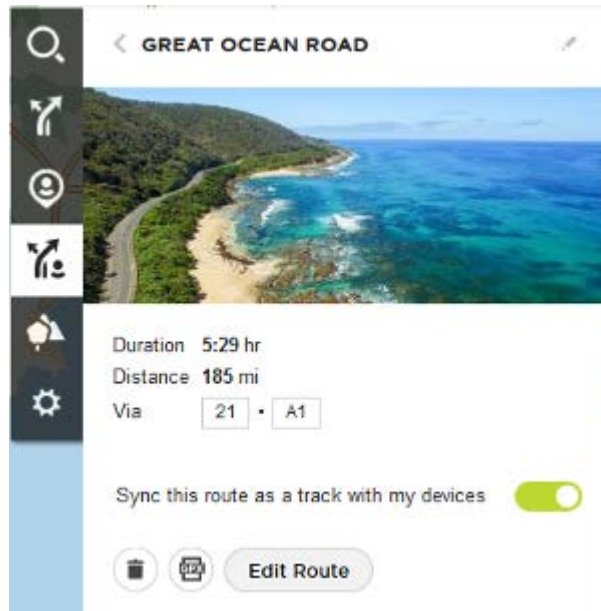 GREAT OCEAN ROAD
Duration 5:29 hr
Distance 185 mi
Via 21 • A1
Sync this route as a track with my devices
Edit Route